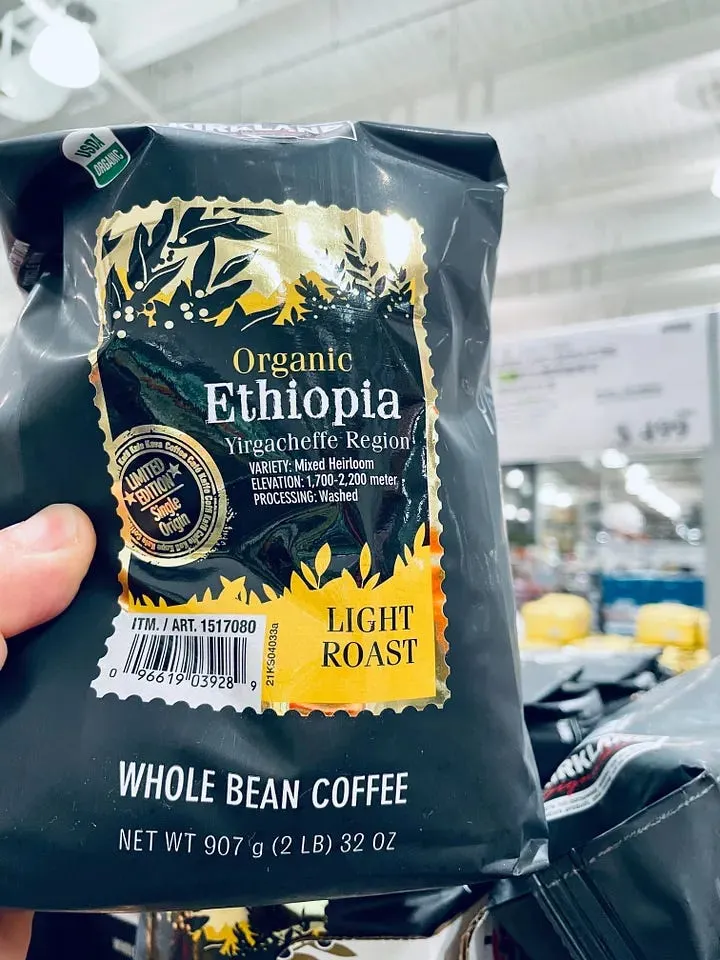 KIRKLAND
USDA
ORGANIC
Organic
Ethiopia
Yirgacheffe Region
VARIETY: Mixed Heirloom
ELEVATION: 1,700-2,200 meter
PROCESSING: Washed
LIMITED
EDITION
Single
Origin
LIGHT
ROAST
ITM. / ART. 1517080
0 96619 03928 9
21KS04033a
WHOLE BEAN COFFEE
NET WT 907 g (2 LB) 32 OZ